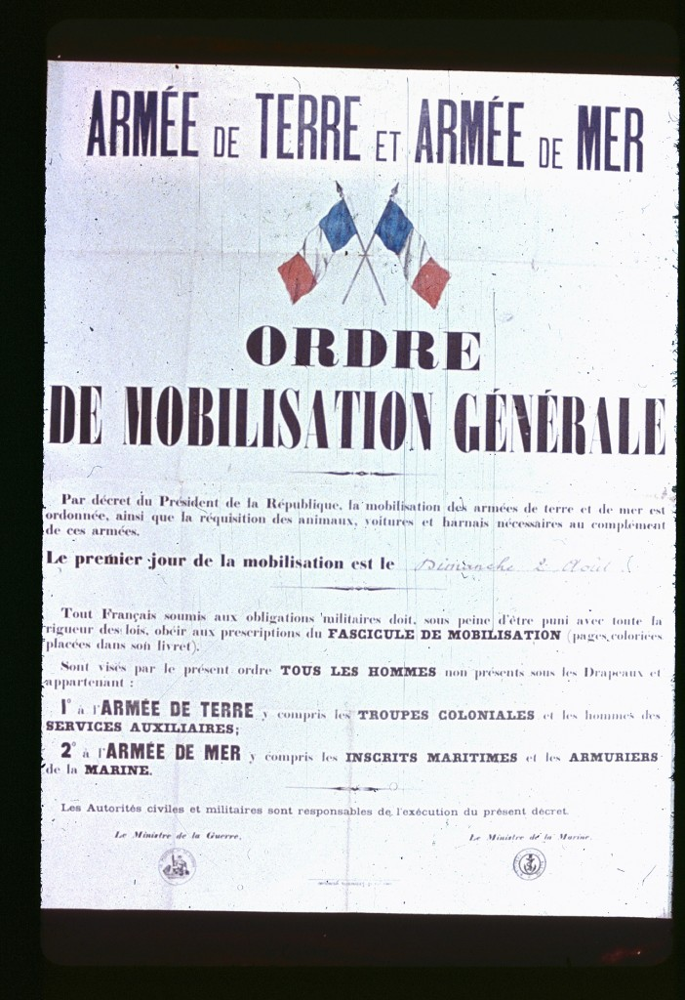 ARMÉE DE TERRE ET ARMÉE DE MER
ORDRE
DE MOBILISATION GÉNÉRALE
Par décret du Président de la République, la mobilisation des armées de terre et de mer est
ordonnée, ainsi que la réquisition des animaux, voitures et harnais nécessaires au complément
de ces armées.
Le premier jour de la mobilisation est le Dimanche 2 Août
Tout Français soumis aux obligations militaires doit, sous peine d'être puni avec toute la
rigueur des lois, obéir aux prescriptions du FASCICULE DE MOBILISATION (pages coloriées
placées dans son livret).
Sont visés par le présent ordre TOUS LES HOMMES non présents sous les Drapeaux et
appartenant :
1° à l'ARMÉE DE TERRE y compris les TROUPES COLONIALES et les hommes des
SERVICES AUXILIAIRES;
2° à l'ARMÉE DE MER y compris les INSCRITS MARITIMES et les ARMURIERS
de la MARINE.
Les Autorités civiles et militaires sont responsables de l'exécution du présent décret.
Le Ministre de la Guerre,
Le Ministre de la Marine,